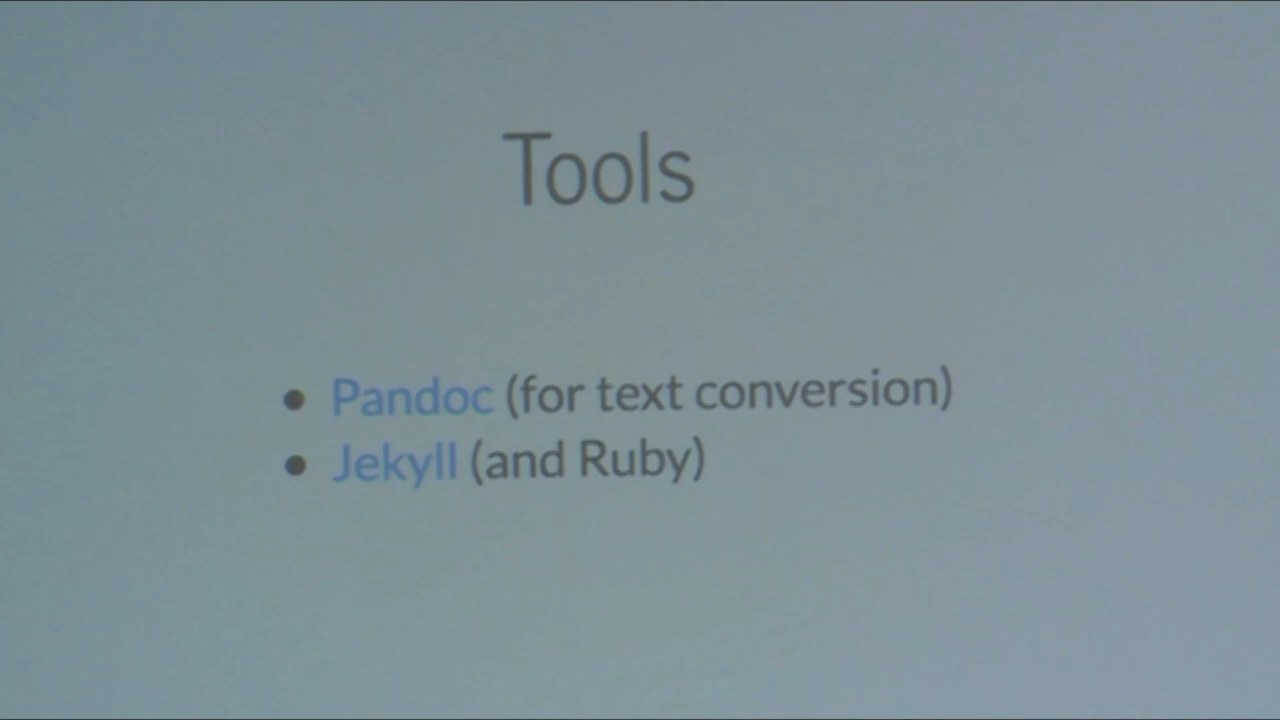 Tools
• Pandoc (for text conversion)
• Jekyll (and Ruby)